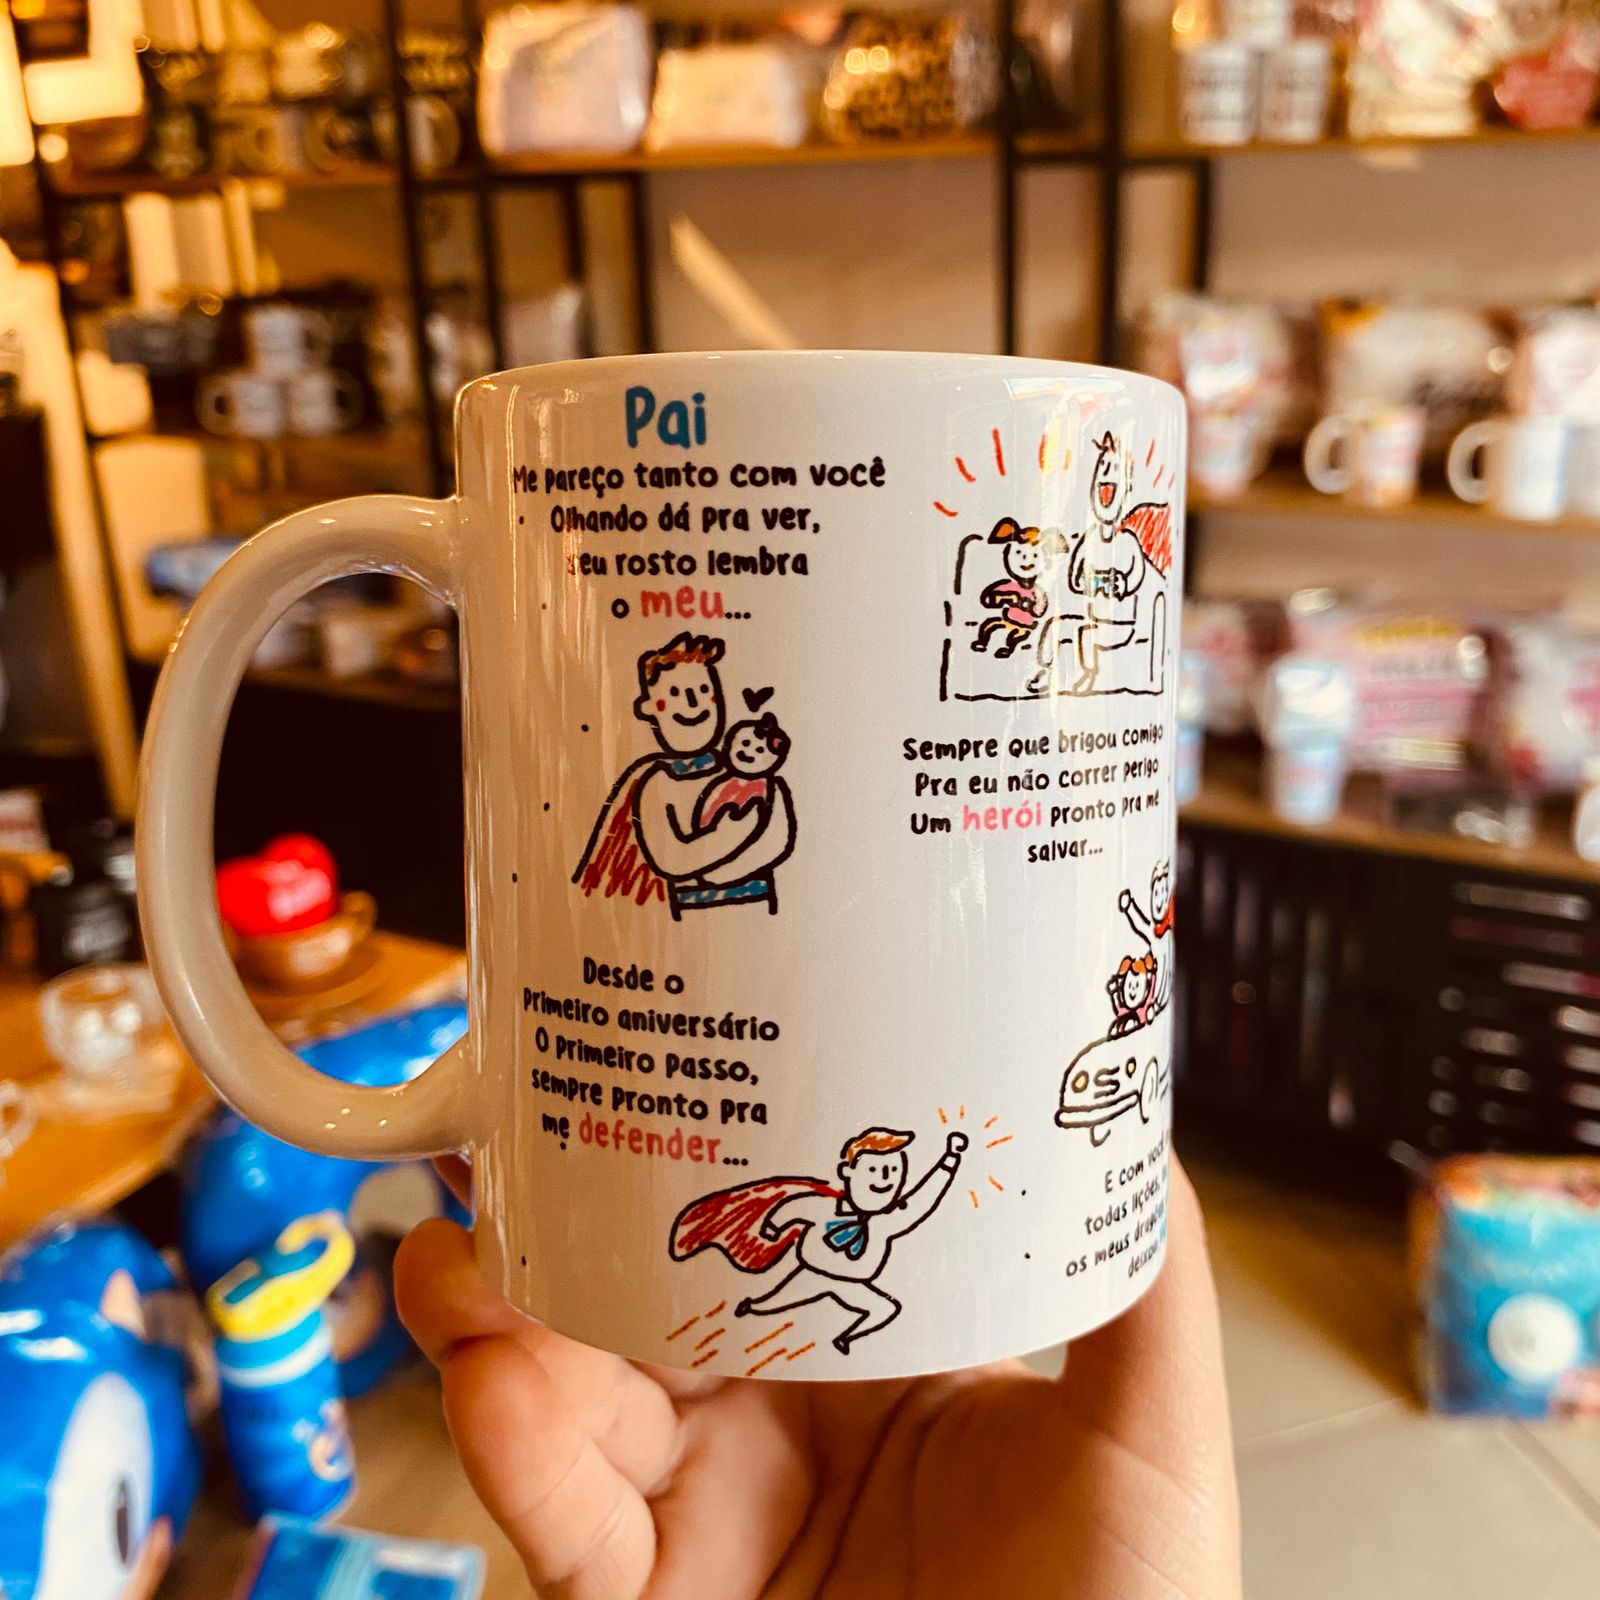 Pai
Me pareço tanto com você
Olhando dá pra ver,
seu rosto lembra
o meu...
Desde o
primeiro aniversário
O primeiro passo,
sempre pronto pra
me defender...
Sempre que brigou comigo
Pra eu não correr perigo
Um herói pronto pra me
salvar...
E com você
todas lições,
os meus
deixou